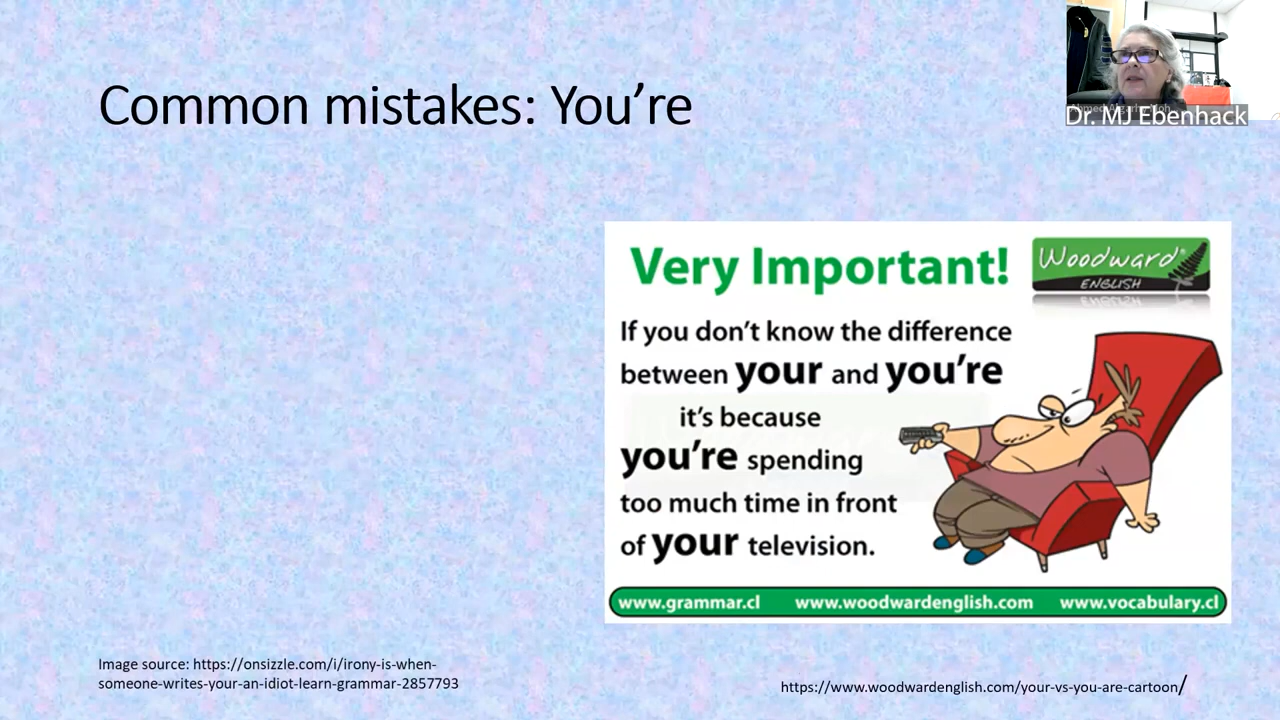 Common mistakes: You’re
Dr. MJ Ebenhack
Very Important!
Woodward®
ENGLISH
If you don’t know the difference
between your and you’re
it’s because
you’re spending
too much time in front
of your television.
www.grammar.cl www.woodwardenglish.com www.vocabulary.cl
Image source: https://onsizzle.com/i/irony-is-when-
someone-writes-your-an-idiot-learn-grammar-2857793
https://www.woodwardenglish.com/your-vs-you-are-cartoon/